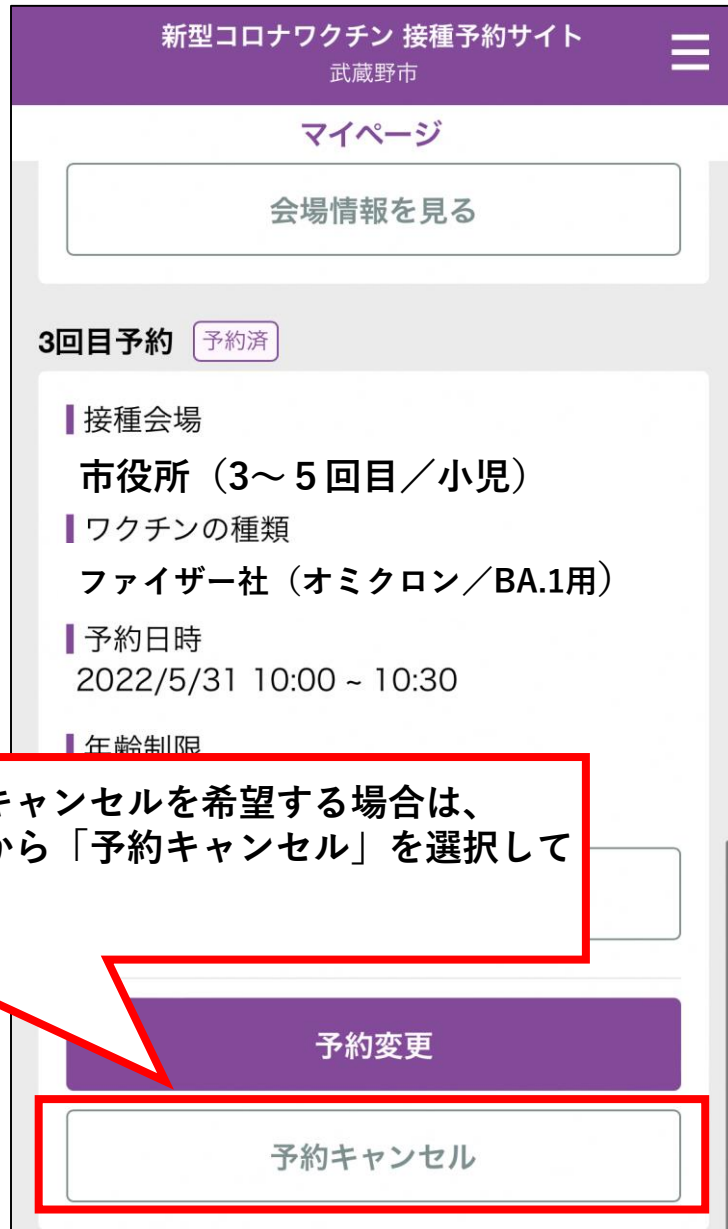 新型コロナワクチン 接種予約サイト
武蔵野市
マイページ
会場情報を見る
3回目予約 予約済
接種会場
市役所（3～５回目／小児）
ワクチンの種類
ファイザー社（オミクロン／BA.1用）
予約日時
2022/5/31 10:00 ~ 10:30
年齢制限
キャンセルを希望する場合は、
から「予約キャンセル」を選択して
予約変更
予約キャンセル